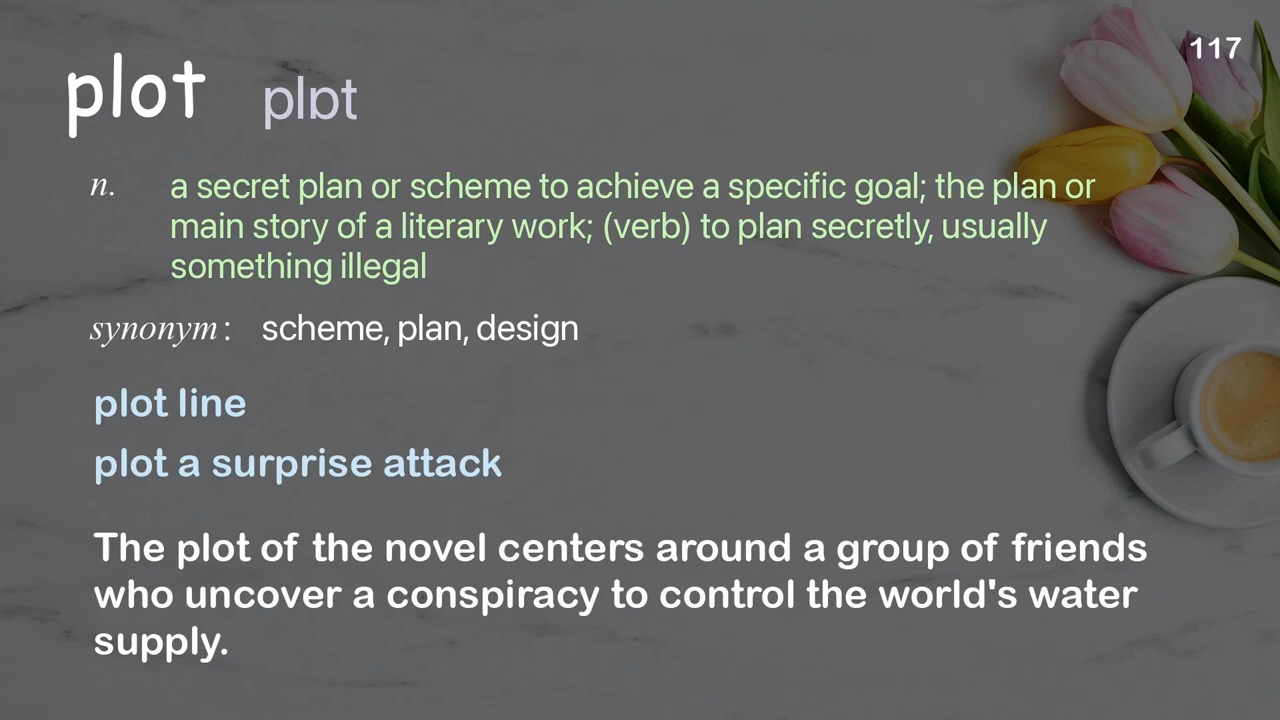 117
plot plɒt
n. a secret plan or scheme to achieve a specific goal; the plan or
main story of a literary work; (verb) to plan secretly, usually
something illegal
synonym: scheme, plan, design
plot line
plot a surprise attack
The plot of the novel centers around a group of friends
who uncover a conspiracy to control the world's water
supply.